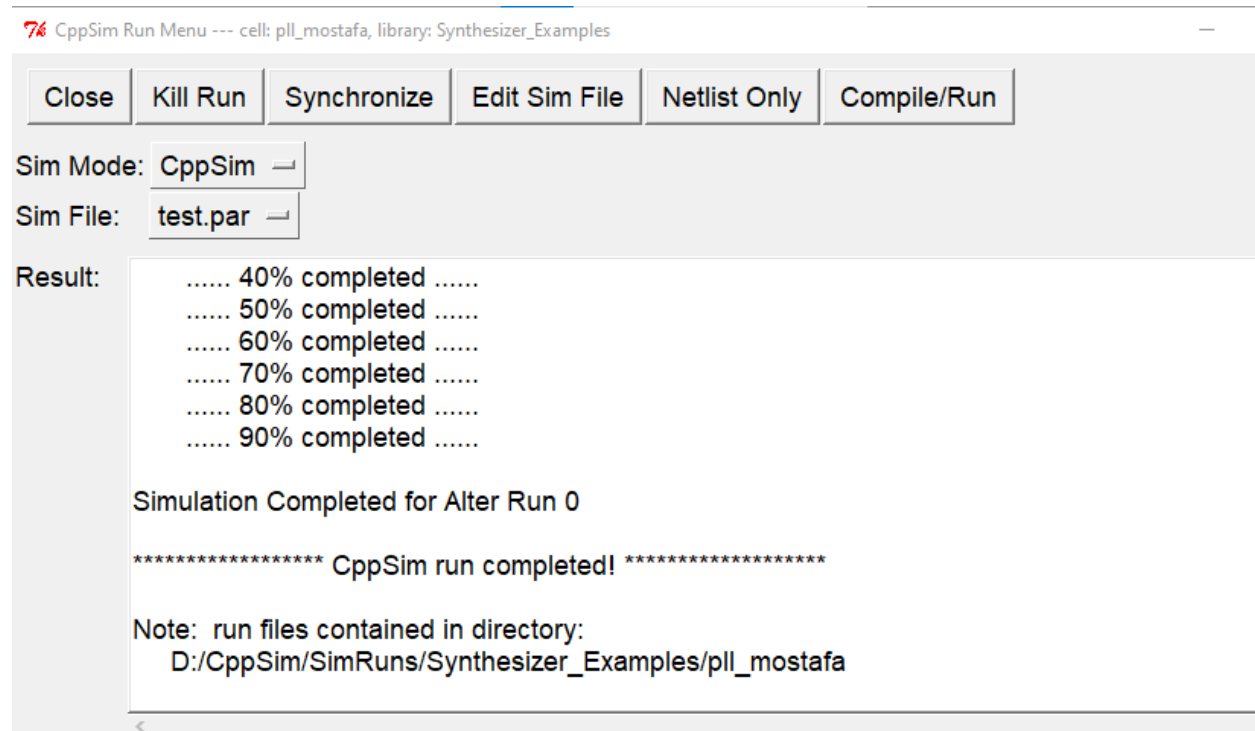 CppSim Run Menu --- cell: pll_mostafa, library: Synthesizer_Examples
Close Kill Run Synchronize Edit Sim File Netlist Only Compile/Run
Sim Mode: CppSim
Sim File: test.par
Result: ...... 40% completed ......
...... 50% completed ......
...... 60% completed ......
...... 70% completed ......
...... 80% completed ......
...... 90% completed ......
Simulation Completed for Alter Run 0
****************** CppSim run completed! *******************
Note:  run files contained in directory:
D:/CppSim/SimRuns/Synthesizer_Examples/pll_mostafa